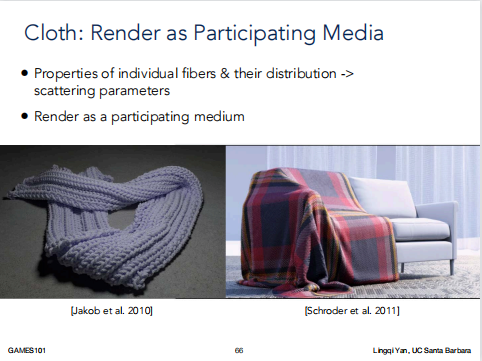 Cloth: Render as Participating Media
● Properties of individual fibers & their distribution ->
scattering parameters
● Render as a participating medium
[Jakob et al. 2010]
[Schroder et al. 2011]
GAMES101
66
Lingqi Yan, UC Santa Barbara